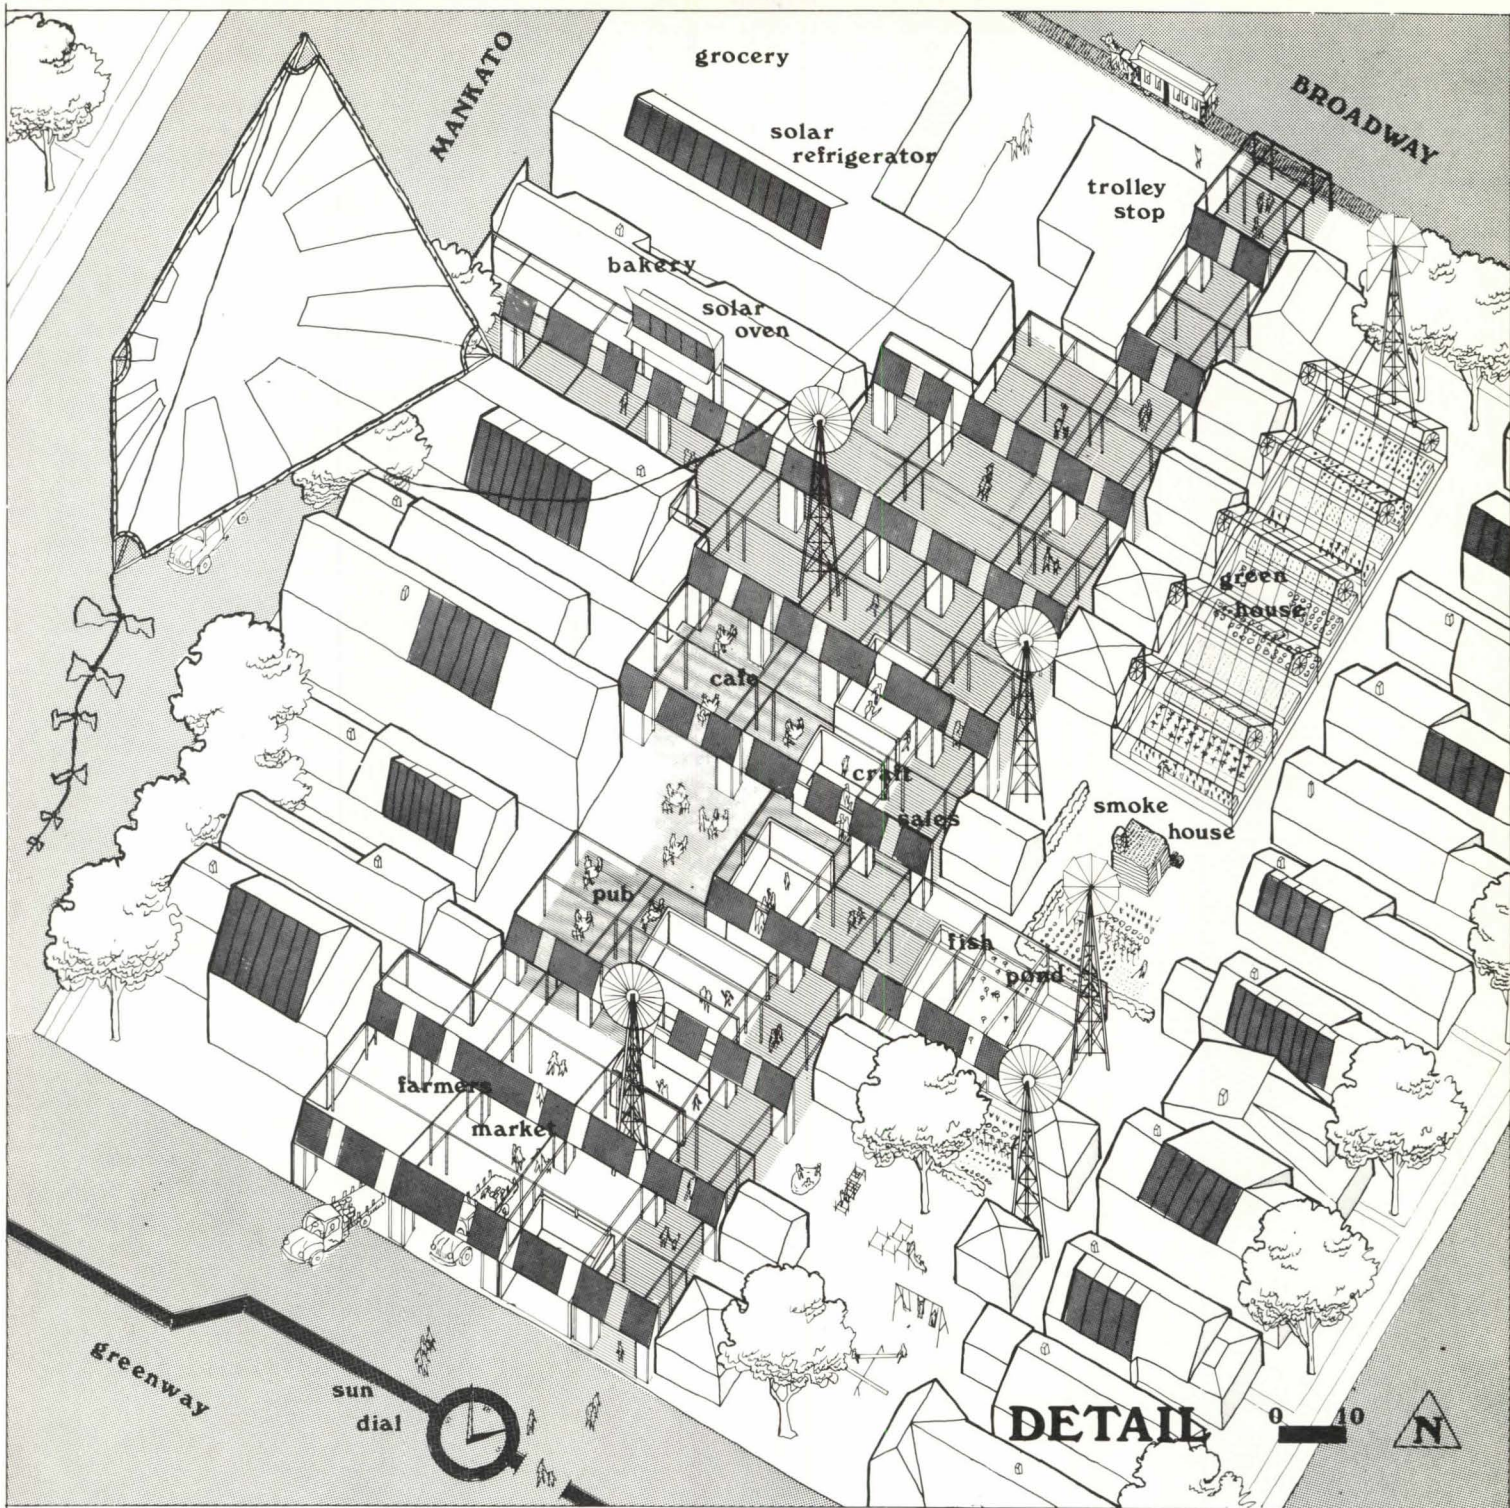 MANKATO
grocery
BROADWAY
solar
refrigerator
trolley
stop
bakery
solar
oven
green
house
cafe
craft
sales
smoke
house
pub
fish
pond
farmers
market
greenway
sun
dial
DETAIL
0 10
N